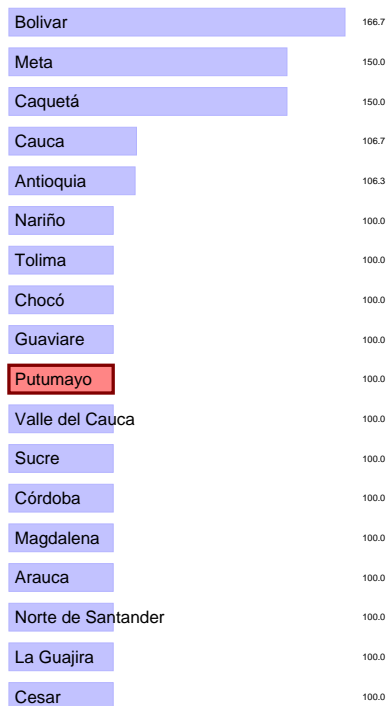 Bolivar 166.7
Meta 150.0
Caquetá 150.0
Cauca 106.7
Antioquia 106.3
Nariño 100.0
Tolima 100.0
Chocó 100.0
Guaviare 100.0
Putumayo 100.0
Valle del Cauca 100.0
Sucre 100.0
Córdoba 100.0
Magdalena 100.0
Arauca 100.0
Norte de Santander 100.0
La Guajira 100.0
Cesar 100.0